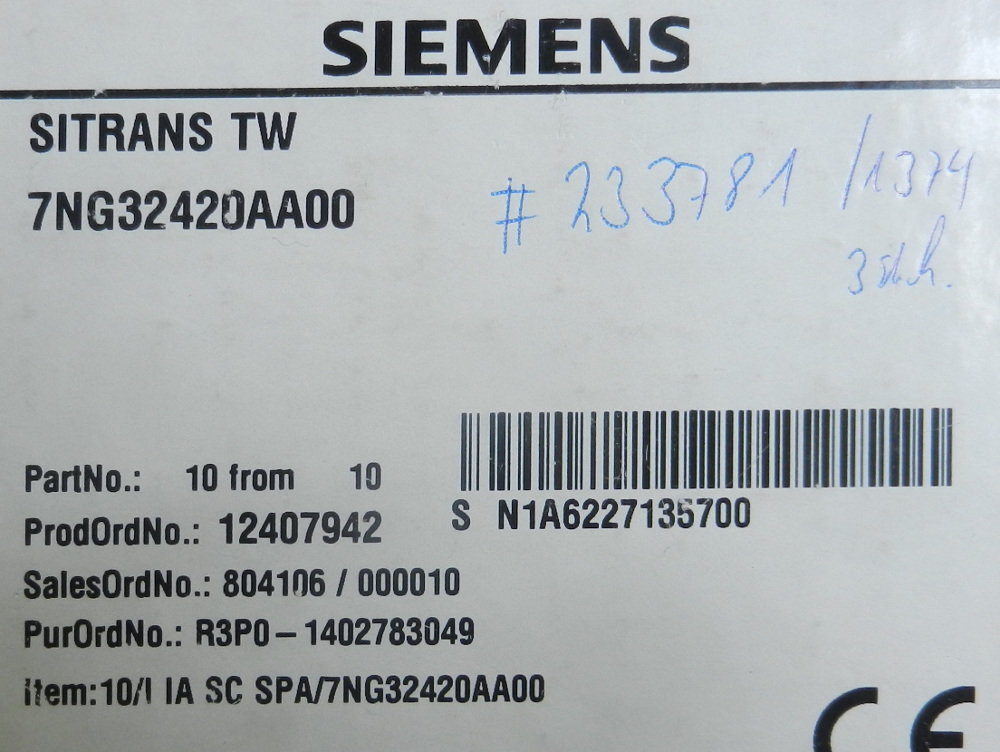 SIEMENS
SITRANS TW
7NG32420AA00
# 233781 /1374
3 stck.
PartNo.: 10 from 10
S N1A6227135700
ProdOrdNo.: 12407942
SalesOrdNo.: 804106 / 000010
PurOrdNo.: R3P0 – 1402783049
Item:10/I IA SC SPA/7NG32420AA00
CE